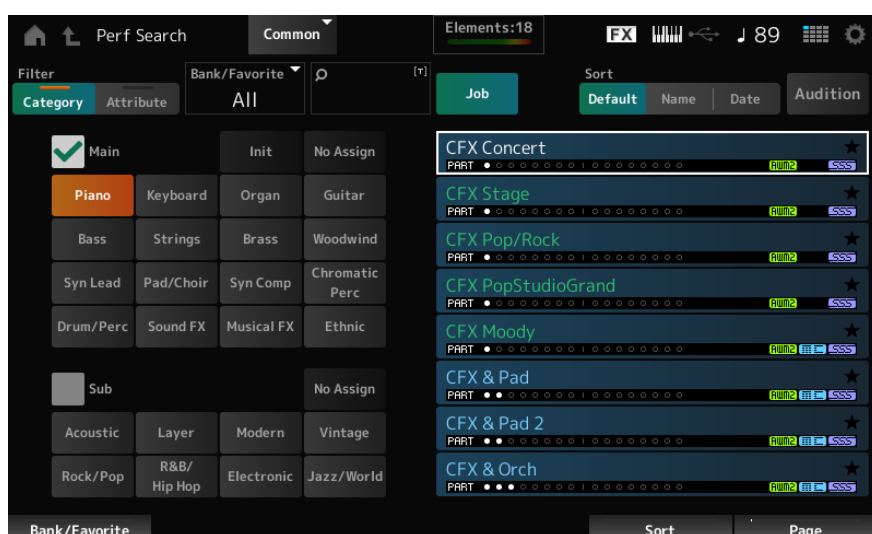 Perf Search
Common
Elements:18
FX
♩ 89
Filter
Category
Attribute
Bank/Favorite
All
[T]
Job
Sort
Default
Name
Date
Audition
Main
Init
No Assign
Piano
Keyboard
Organ
Guitar
Bass
Strings
Brass
Woodwind
Syn Lead
Pad/Choir
Syn Comp
Chromatic
Perc
Drum/Perc
Sound FX
Musical FX
Ethnic
Sub
No Assign
Acoustic
Layer
Modern
Vintage
Rock/Pop
R&B/
Hip Hop
Electronic
Jazz/World
CFX Concert
PART AWM2 SSS
CFX Stage
PART AWM2 SSS
CFX Pop/Rock
PART AWM2 SSS
CFX PopStudioGrand
PART AWM2 SSS
CFX Moody
PART AWM2 SSS
CFX & Pad
PART AWM2 SSS
CFX & Pad 2
PART AWM2 SSS
CFX & Orch
PART AWM2 SSS
Bank/Favorite
Sort
Page